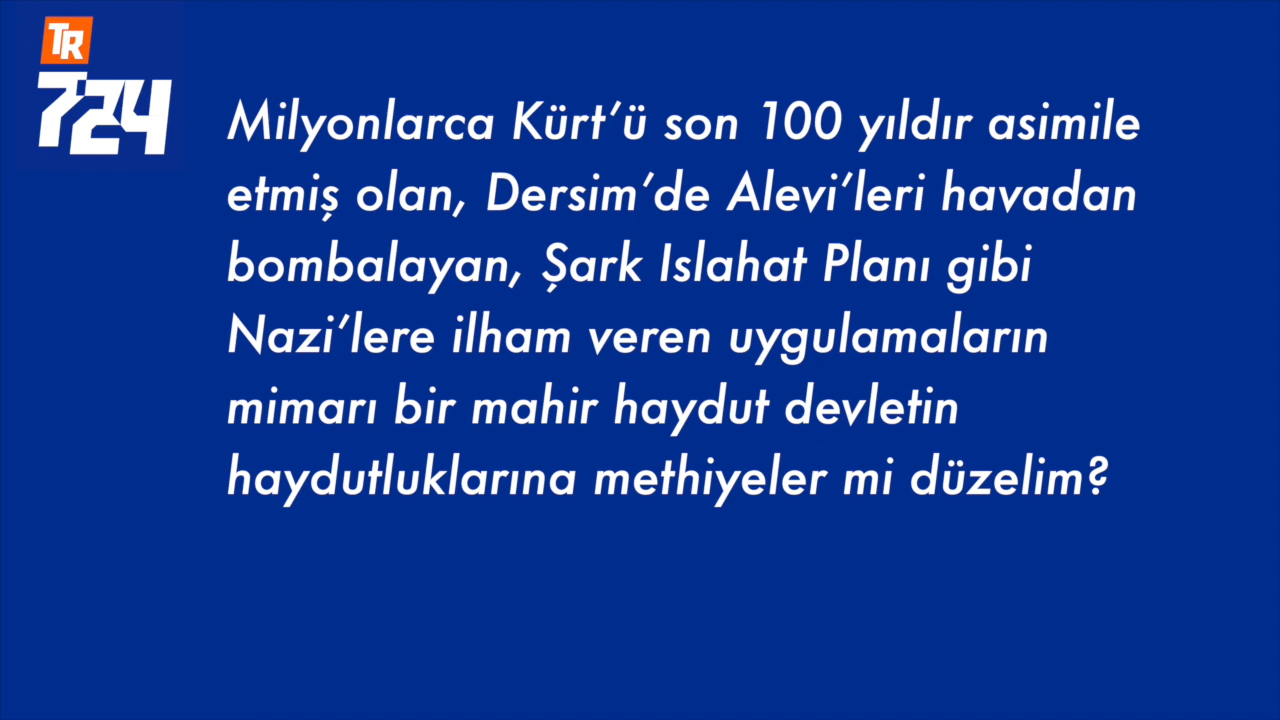 TR
724
Milyonlarca Kürt’ü son 100 yıldır asimile
etmiş olan, Dersim’de Alevi’leri havadan
bombalayan, Şark Islahat Planı gibi
Nazi’lere ilham veren uygulamaların
mimarı bir mahir haydut devletin
haydutluklarına methiyeler mi düzelim?